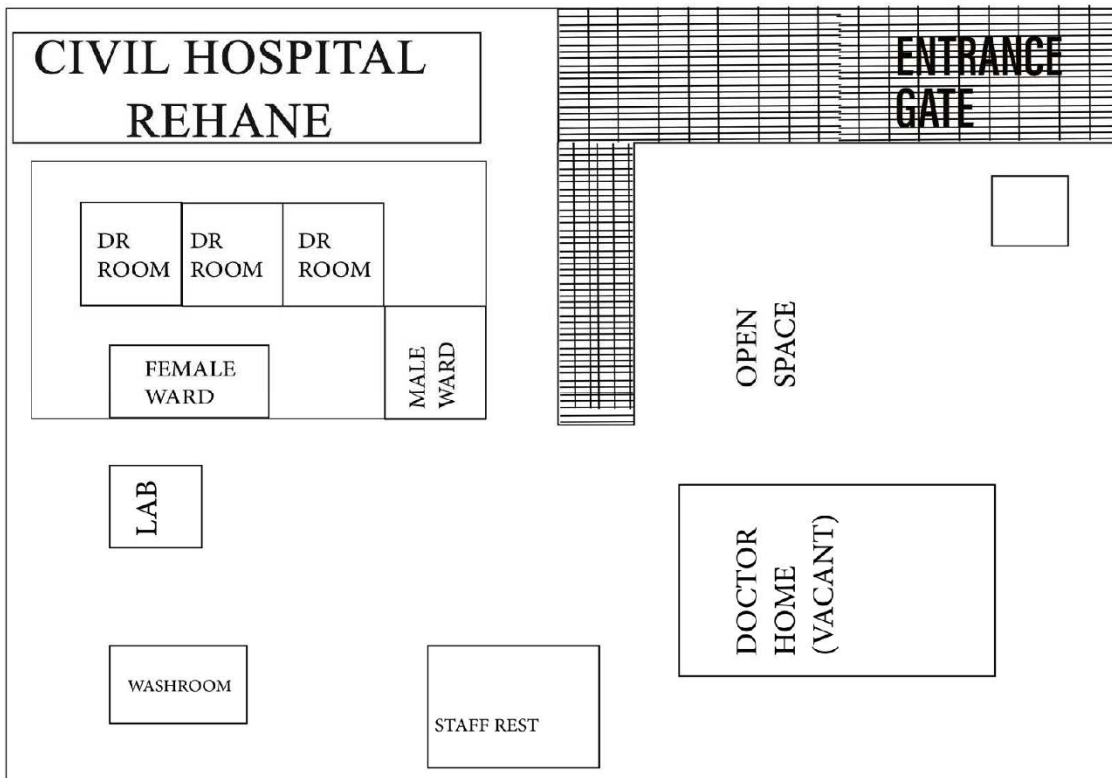 CIVIL HOSPITAL
REHANE
ENTRANCE
GATE
DR
ROOM
DR
ROOM
DR
ROOM
FEMALE
WARD
MALE
WARD
OPEN
SPACE
LAB
DOCTOR
HOME
(VACANT)
WASHROOM
STAFF REST